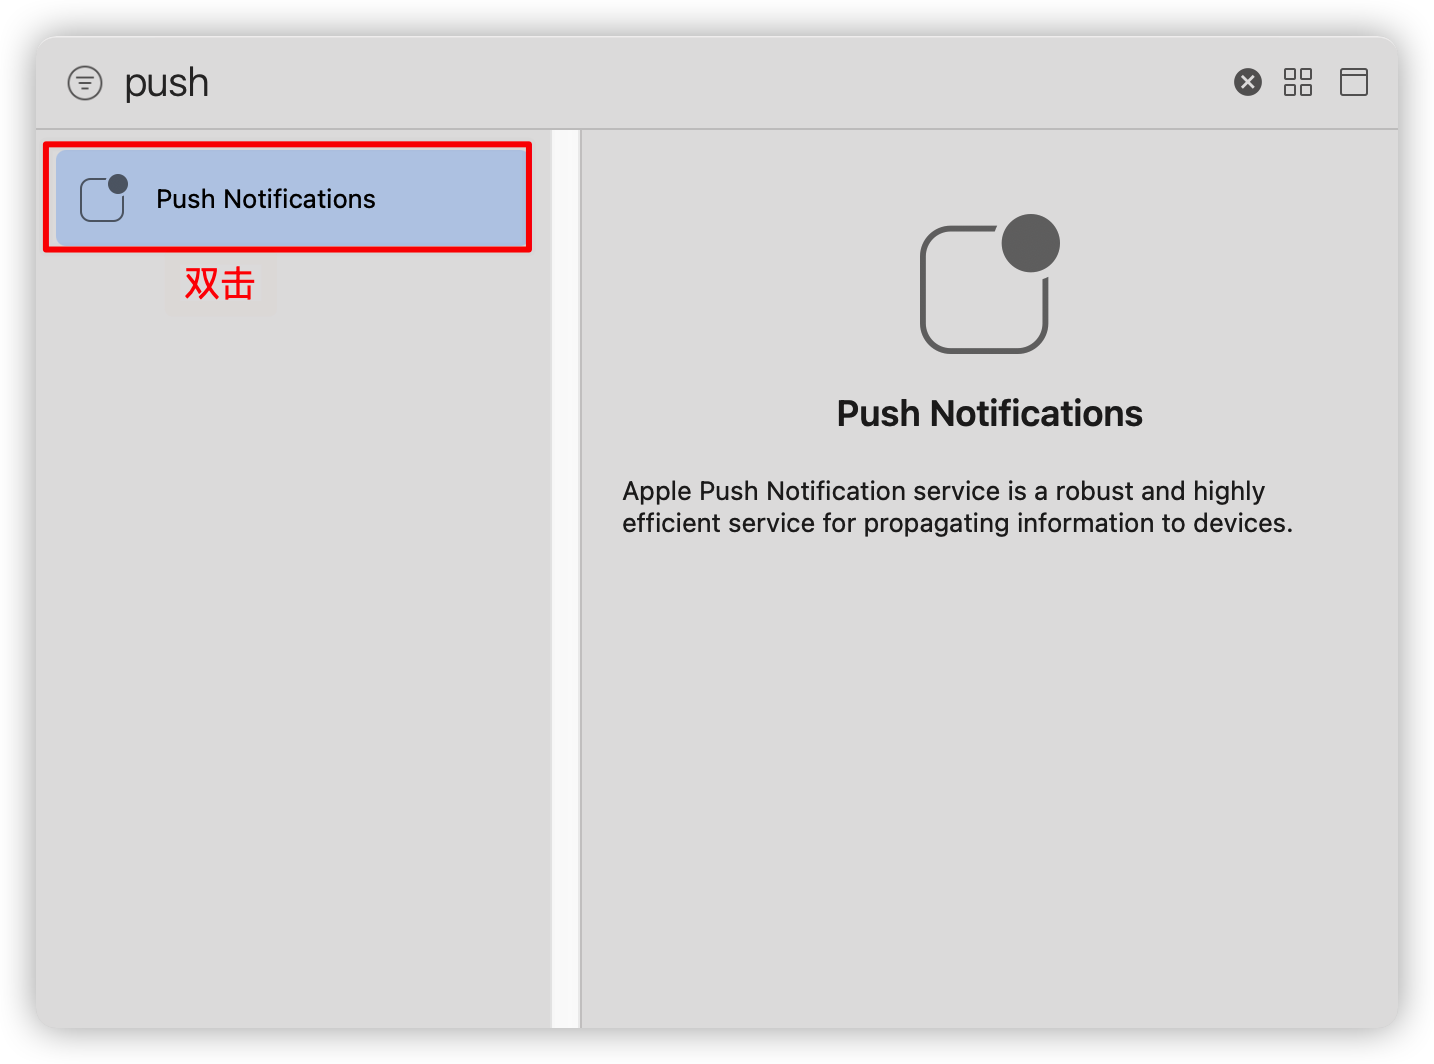 push
Push Notifications
双击
Push Notifications
Apple Push Notification service is a robust and highly
efficient service for propagating information to devices.